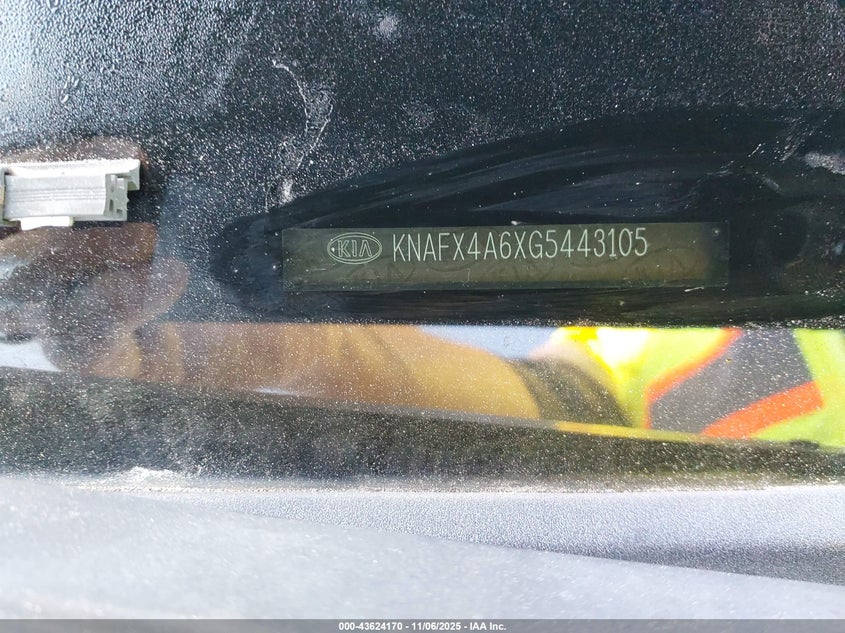 KIA KNAFX4A6XG5443105
000-43624170 - 11/06/2025 - IAA Inc.